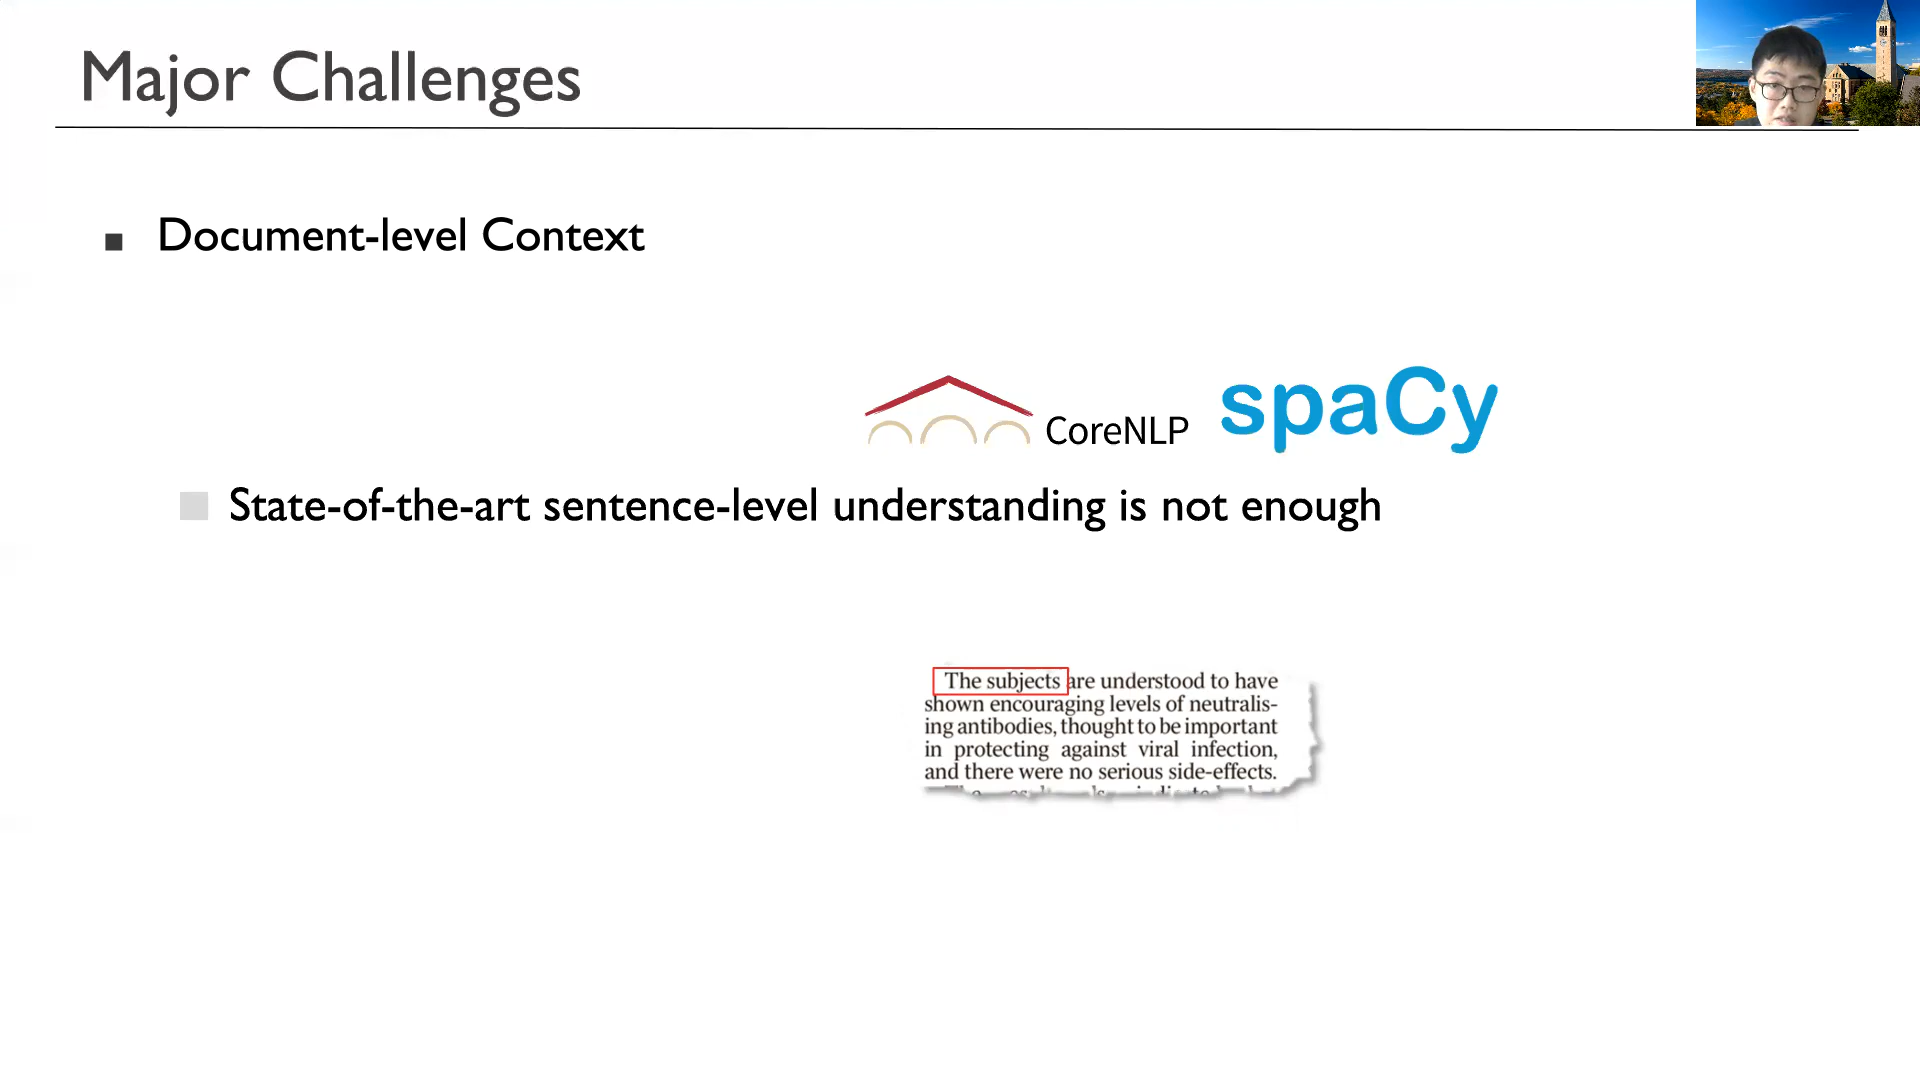 Major Challenges
Document-level Context
CoreNLP
spaCy
State-of-the-art sentence-level understanding is not enough
The subjects are understood to have
shown encouraging levels of neutralis-
ing antibodies, thought to be important
in protecting against viral infection,
and there were no serious side-effects.